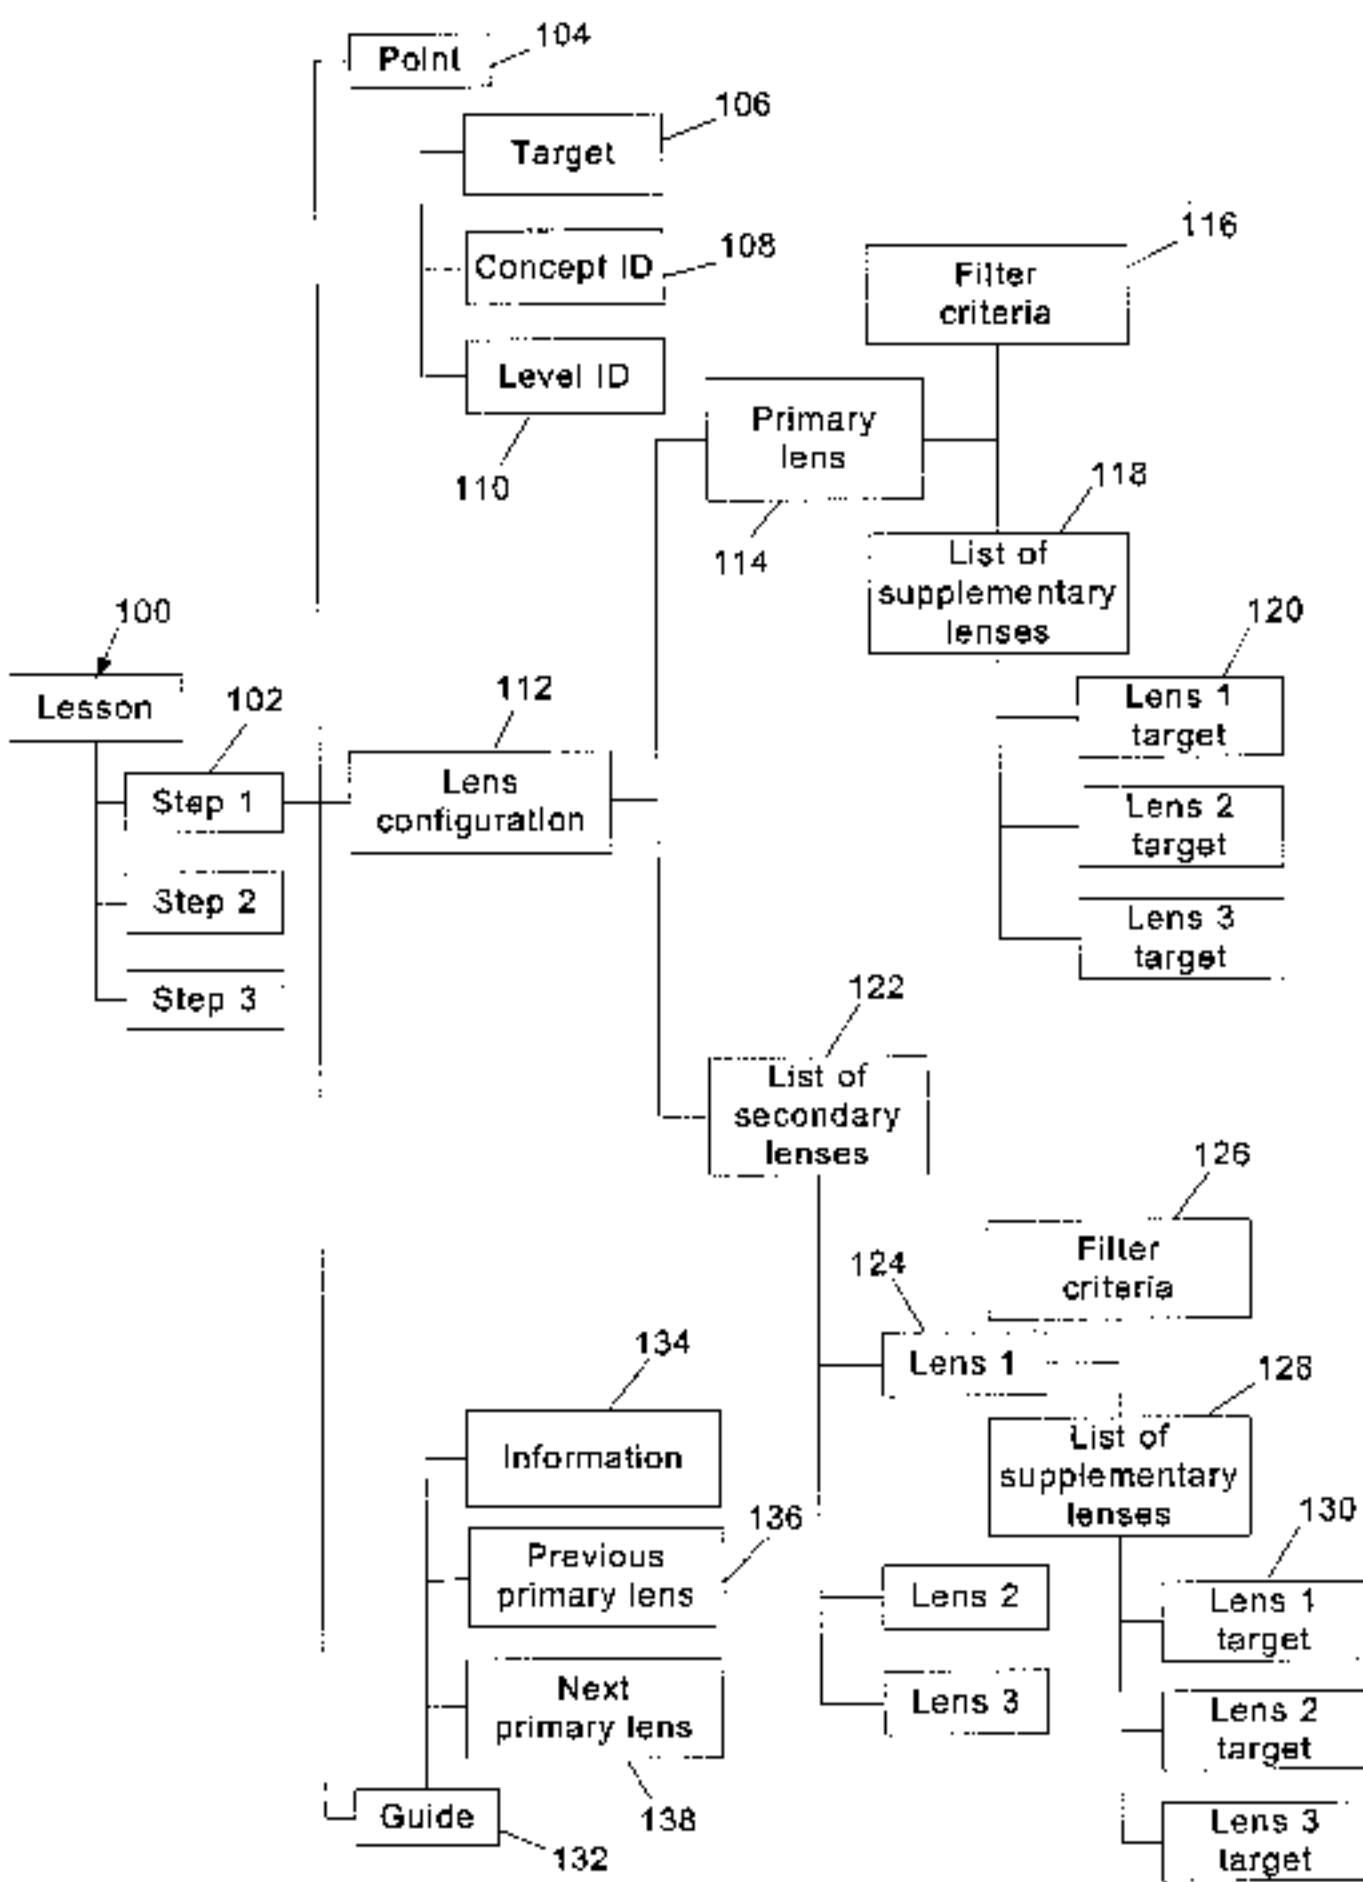 Point
104
Target
106
Concept ID
108
Level ID
110
Filter
criteria
116
Primary
lens
114
List of
supplementary
lenses
118
Lens 1
target
120
Lens 2
target
Lens 3
target
100
Lesson
102
Step 1
Step 2
Step 3
112
Lens
configuration
122
List of
secondary
lenses
126
Filter
criteria
124
Lens 1
128
List of
supplementary
lenses
130
Lens 1
target
Lens 2
target
Lens 3
target
Lens 2
Lens 3
134
Information
136
Previous
primary lens
Next
primary lens
138
Guide
132